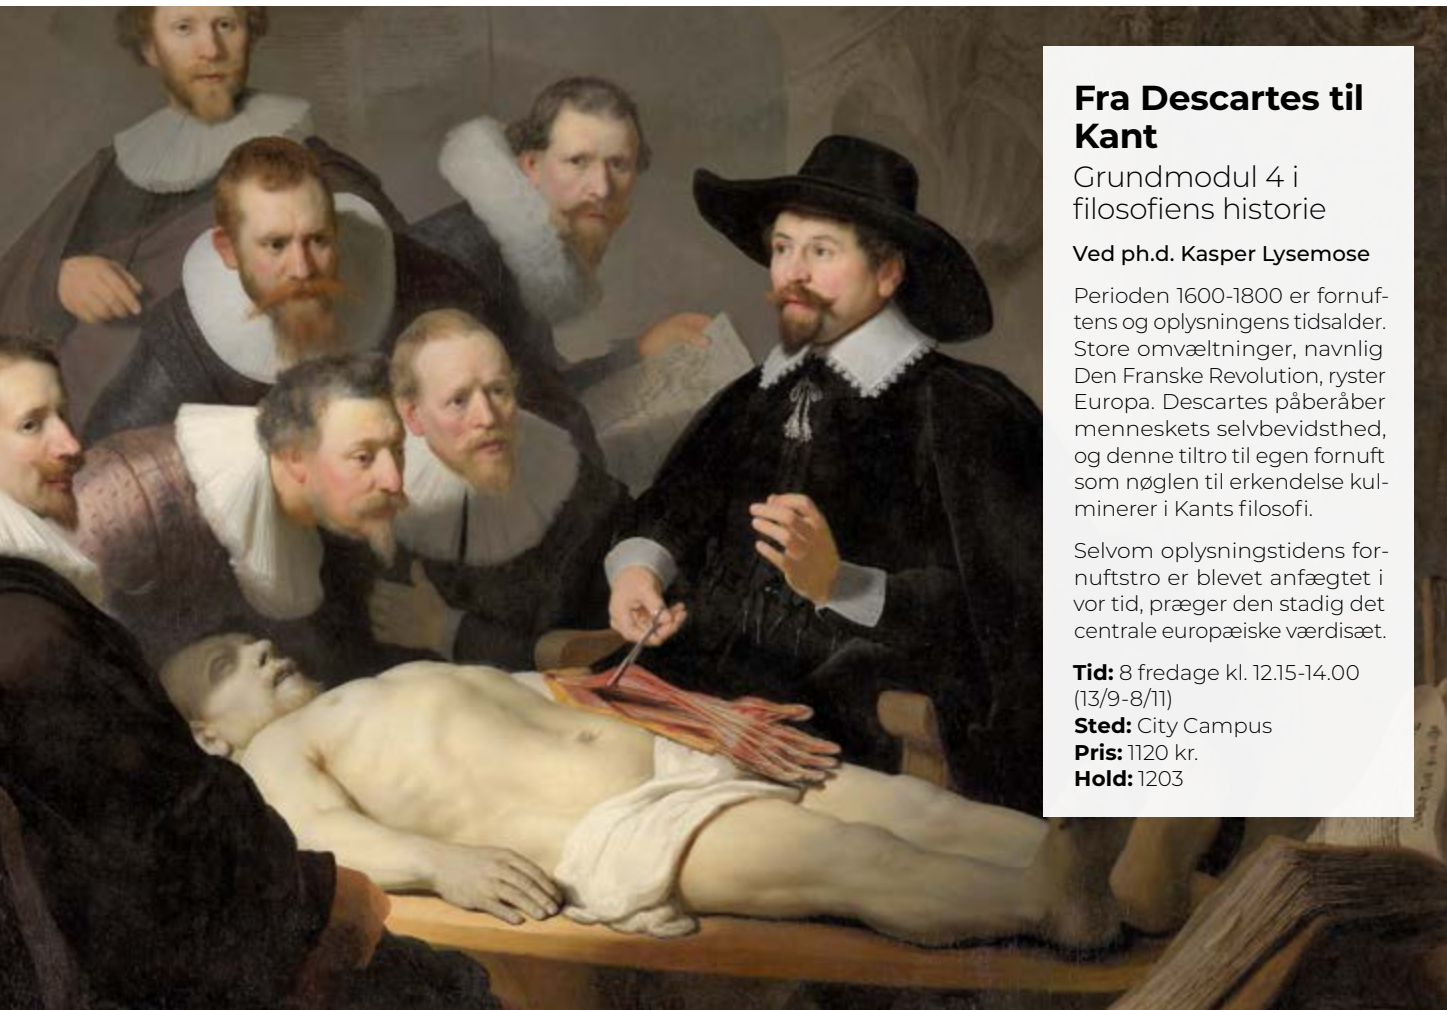 Fra Descartes til
Kant
Grundmodul 4 i
filosofiens historie
Ved ph.d. Kasper Lysemose
Perioden 1600-1800 er fornuf-
tens og oplysningens tidsalder.
Store omvæltninger, navnlig
Den Franske Revolution, ryster
Europa. Descartes påberåber
menneskets selvbevidsthed,
og denne tiltro til egen fornuft
som nøglen til erkendelse kul-
minerer i Kants filosofi.
Selvom oplysningstidens for-
nuftstro er blevet anfægtet i
vor tid, præger den stadig det
centrale europæiske værdisæt.
Tid: 8 fredage kl. 12.15-14.00
(13/9-8/11)
Sted: City Campus
Pris: 1120 kr.
Hold: 1203